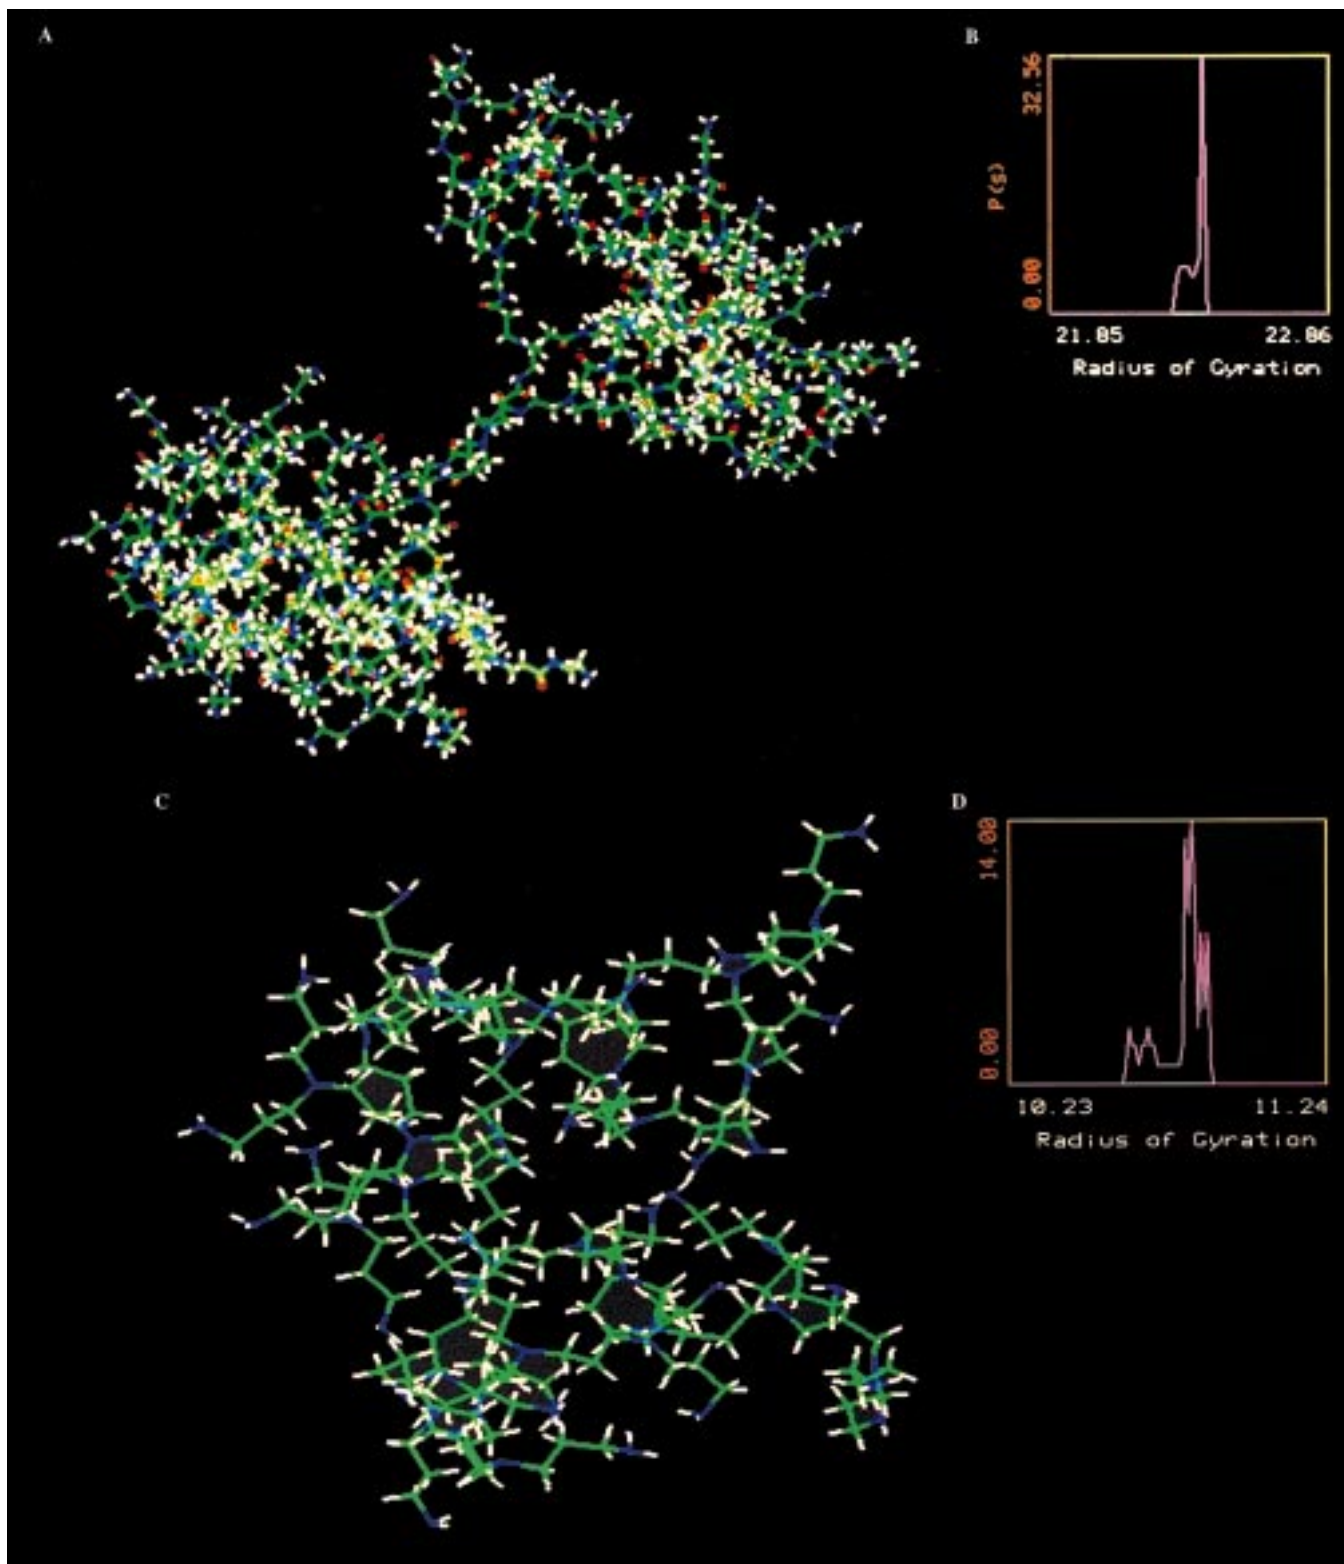 A
B
32.56
P(s)
0.00
21.85 22.86
Radius of Gyration
C
D
14.00
0.00
10.23 11.24
Radius of Gyration